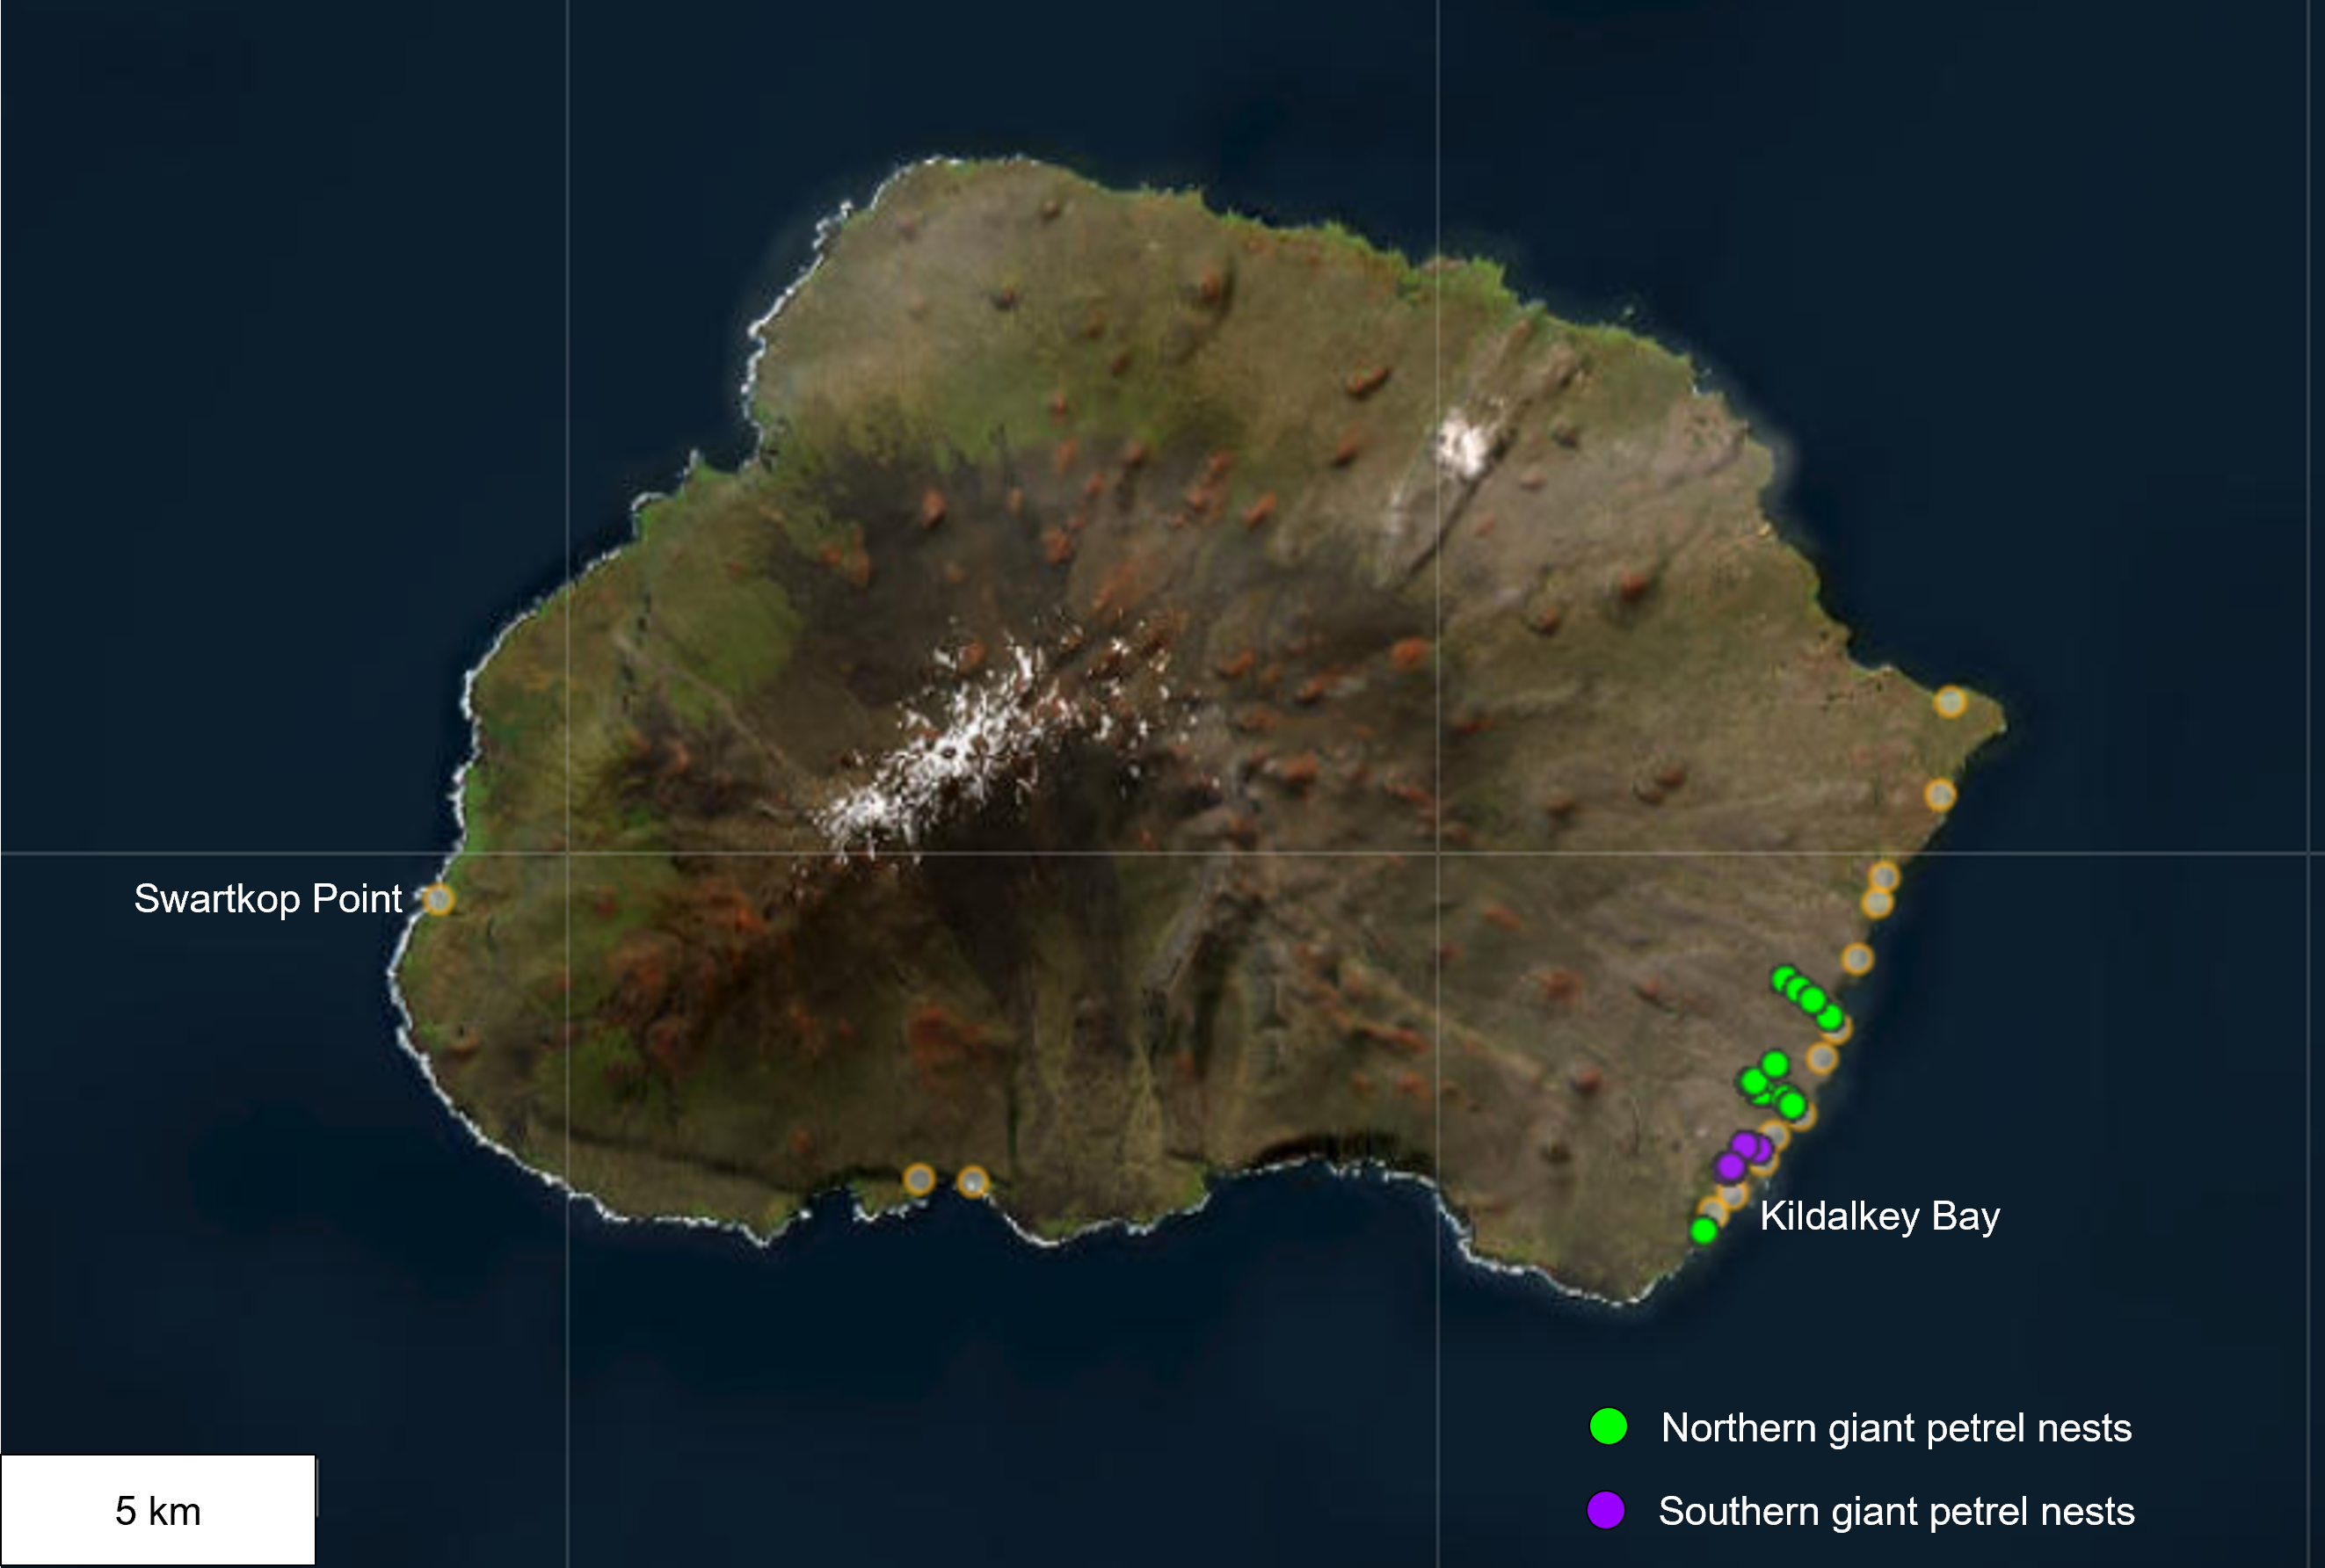 Swartkop Point
Kildalkey Bay
Northern giant petrel nests
Southern giant petrel nests
5 km